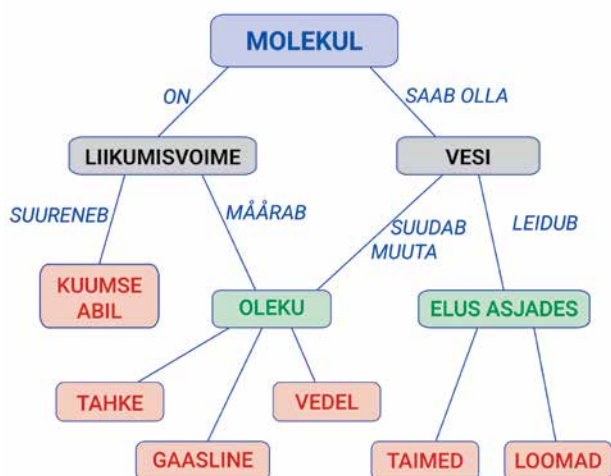 MOLEKUL
ON
SAAB OLLA
LIIKUMISVOIME
VESI
SUURENEB
MÅÅRAB
SUUDAB
MUUTA
LEIDUB
KUUMSE
ABIL
OLEKU
ELUS ASJADES
TAHKE
VEDEL
GAASLINE
TAIMED
LOOMAD